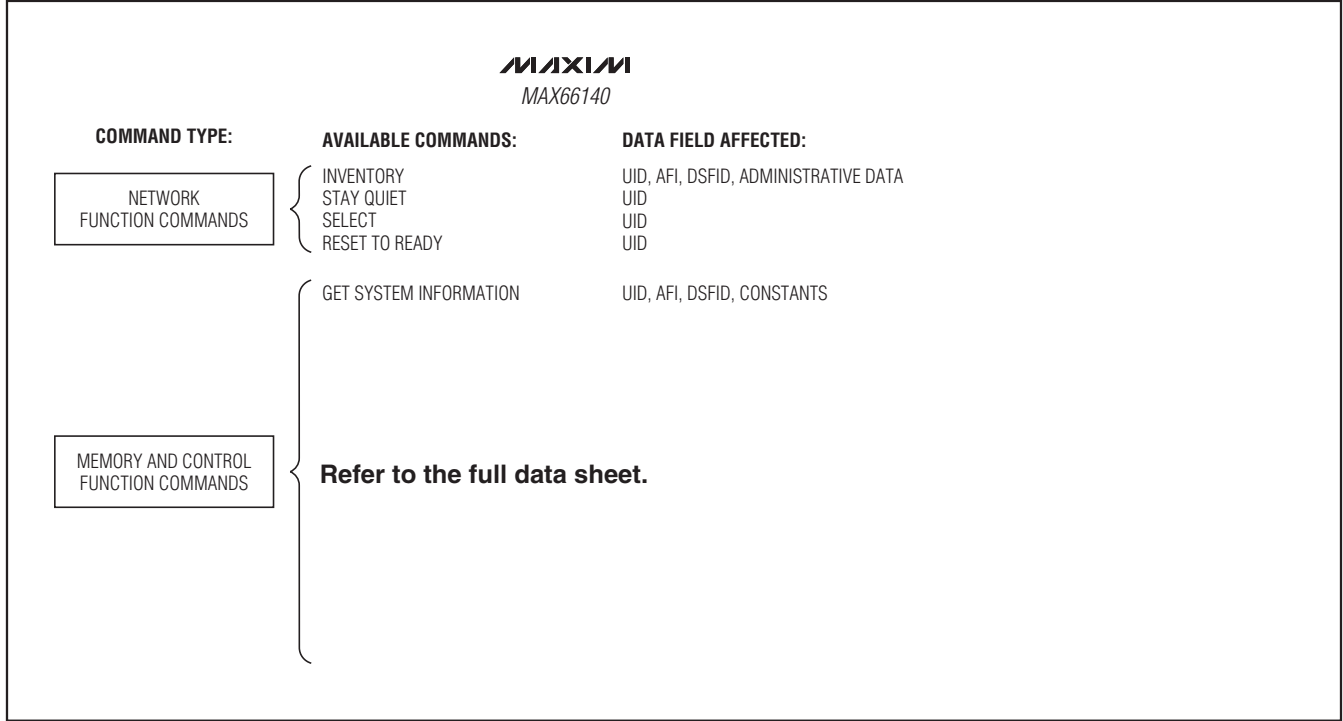 MAXIM
MAX66140
COMMAND TYPE:
AVAILABLE COMMANDS:
DATA FIELD AFFECTED:
NETWORK
FUNCTION COMMANDS
INVENTORY
UID, AFI, DSFID, ADMINISTRATIVE DATA
STAY QUIET
UID
SELECT
UID
RESET TO READY
UID
GET SYSTEM INFORMATION
UID, AFI, DSFID, CONSTANTS
MEMORY AND CONTROL
FUNCTION COMMANDS
Refer to the full data sheet.